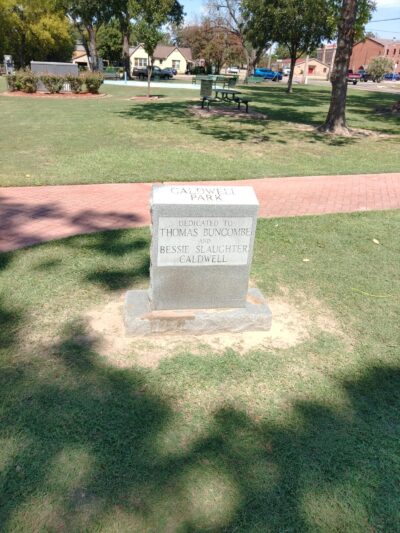 CALDWELL
PARK
DEDICATED TO
THOMAS BUNCOMBE
AND
BESSIE SLAUGHTER
CALDWELL